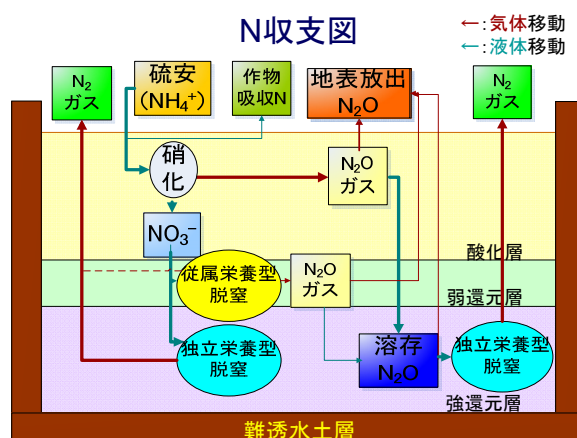 N収支図
←:気体移動
←:液体移動
N₂
ガス
硫安
(NH₄⁺)
作物
吸収N
地表放出
N₂O
N₂
ガス
硝
化
N₂O
ガス
NO₃⁻
酸化層
従属栄養型
脱窒
N₂O
ガス
弱還元層
独立栄養型
脱窒
溶存
N₂O
独立栄養型
脱窒
強還元層
難透水土層